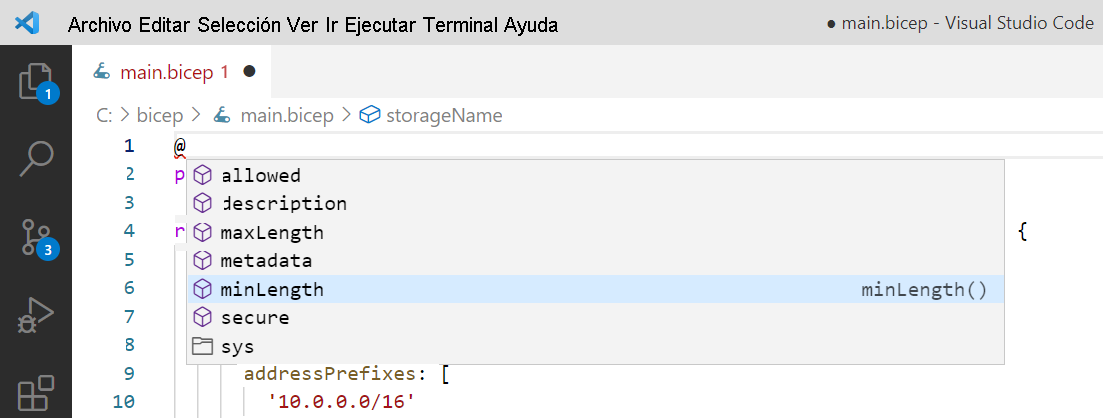 Archivo Editar Selección Ver Ir Ejecutar Terminal Ayuda
● main.bicep - Visual Studio Code
main.bicep 1 ●
C: > bicep > main.bicep > storageName
1
3
1 @
2 p
3
4 r {
5
6
7
8
9 addressPrefixes: [
10 '10.0.0.0/16'
allowed
description
maxLength
metadata
minLength minLength()
secure
sys